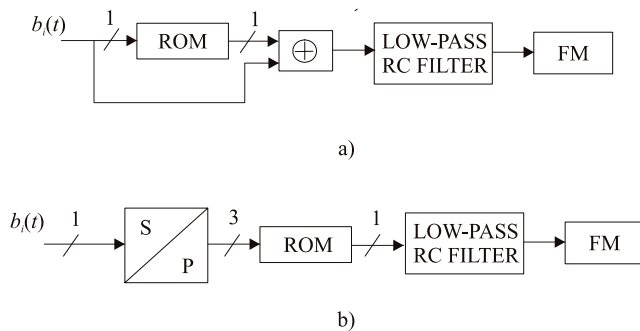 b_i(t) 1 ROM 1 ⊕ LOW-PASS
RC FILTER FM
a)
b_i(t) 1 S
P 3 ROM 1 LOW-PASS
RC FILTER FM
b)